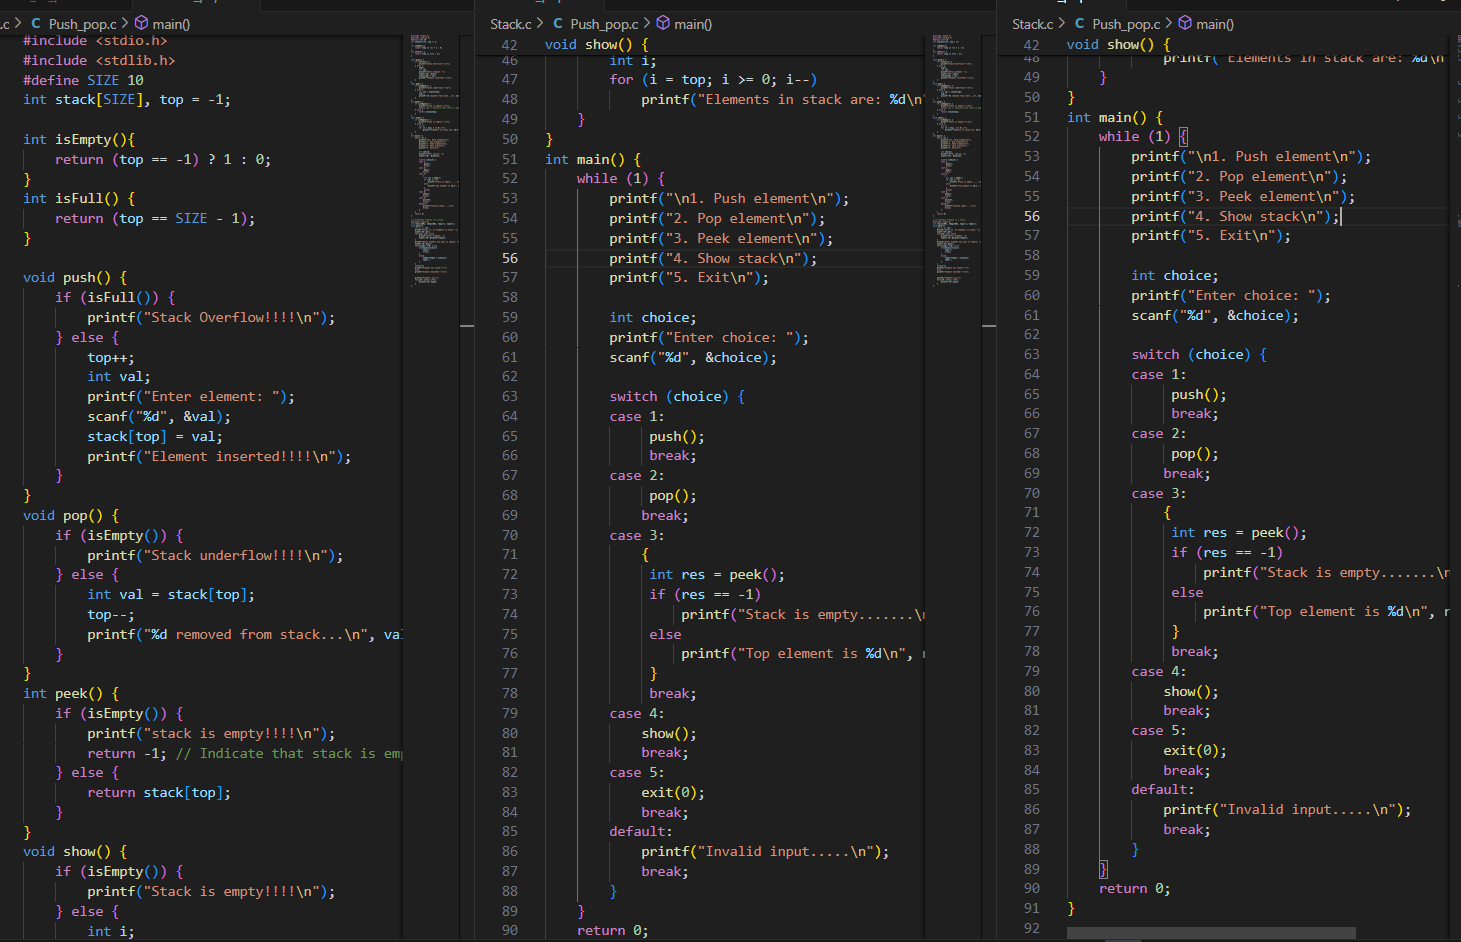 .c > C Push_pop.c > main()
#include <stdio.h>
#include <stdlib.h>
#define SIZE 10
int stack[SIZE], top = -1;
int isEmpty(){
return (top == -1) ? 1 : 0;
}
int isFull() {
return (top == SIZE - 1);
}
void push() {
if (isFull()) {
printf("Stack Overflow!!!!\n");
} else {
top++;
int val;
printf("Enter element: ");
scanf("%d", &val);
stack[top] = val;
printf("Element inserted!!!!\n");
}
}
void pop() {
if (isEmpty()) {
printf("Stack underflow!!!!\n");
} else {
int val = stack[top];
top--;
printf("%d removed from stack...\n", val
}
}
int peek() {
if (isEmpty()) {
printf("stack is empty!!!!\n");
return -1; // Indicate that stack is em
} else {
return stack[top];
}
}
void show() {
if (isEmpty()) {
printf("Stack is empty!!!!\n");
} else {
int i;
Stack.c > C Push_pop.c > main()
42 void show() {
46 int i;
47 for (i = top; i >= 0; i--)
48 printf("Elements in stack are: %d\n
49 }
50 }
51 int main() {
52 while (1) {
53 printf("\n1. Push element\n");
54 printf("2. Pop element\n");
55 printf("3. Peek element\n");
56 printf("4. Show stack\n");
57 printf("5. Exit\n");
58
59 int choice;
60 printf("Enter choice: ");
61 scanf("%d", &choice);
62
63 switch (choice) {
64 case 1:
65 push();
66 break;
67 case 2:
68 pop();
69 break;
70 case 3:
71 {
72 int res = peek();
73 if (res == -1)
74 printf("Stack is empty.......\n
75 else
76 printf("Top element is %d\n", r
77 }
78 break;
79 case 4:
80 show();
81 break;
82 case 5:
83 exit(0);
84 break;
85 default:
86 printf("Invalid input.....\n");
87 break;
88 }
89 }
90 return 0;
Stack.c > C Push_pop.c > main()
42 void show() {
48 printf("Elements in stack are: %d\n
49 }
50 }
51 int main() {
52 while (1) {
53 printf("\n1. Push element\n");
54 printf("2. Pop element\n");
55 printf("3. Peek element\n");
56 printf("4. Show stack\n");
57 printf("5. Exit\n");
58
59 int choice;
60 printf("Enter choice: ");
61 scanf("%d", &choice);
62
63 switch (choice) {
64 case 1:
65 push();
66 break;
67 case 2:
68 pop();
69 break;
70 case 3:
71 {
72 int res = peek();
73 if (res == -1)
74 printf("Stack is empty.......\n
75 else
76 printf("Top element is %d\n", r
77 }
78 break;
79 case 4:
80 show();
81 break;
82 case 5:
83 exit(0);
84 break;
85 default:
86 printf("Invalid input.....\n");
87 break;
88 }
89 }
90 return 0;
91 }
92